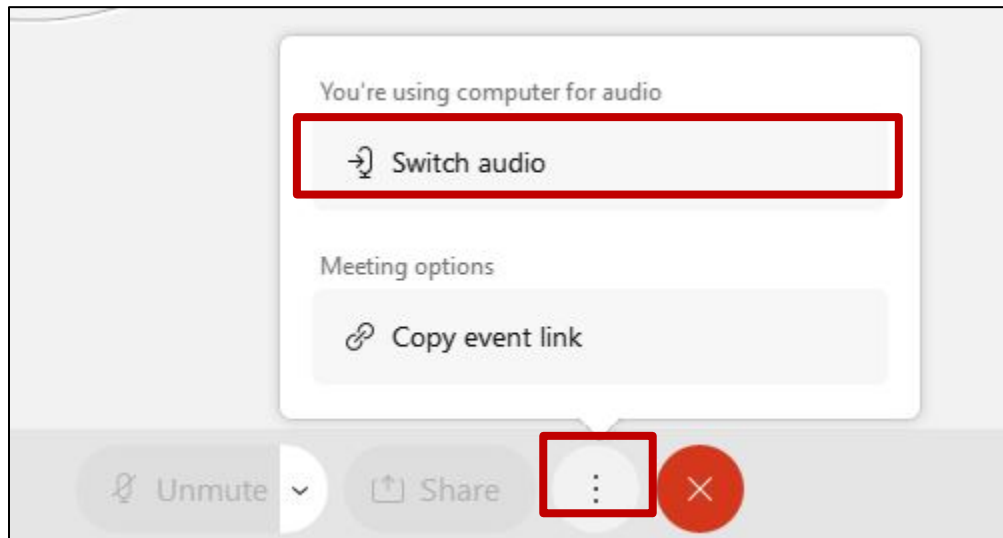 You're using computer for audio
Switch audio
Meeting options
Copy event link
Unmute
Share